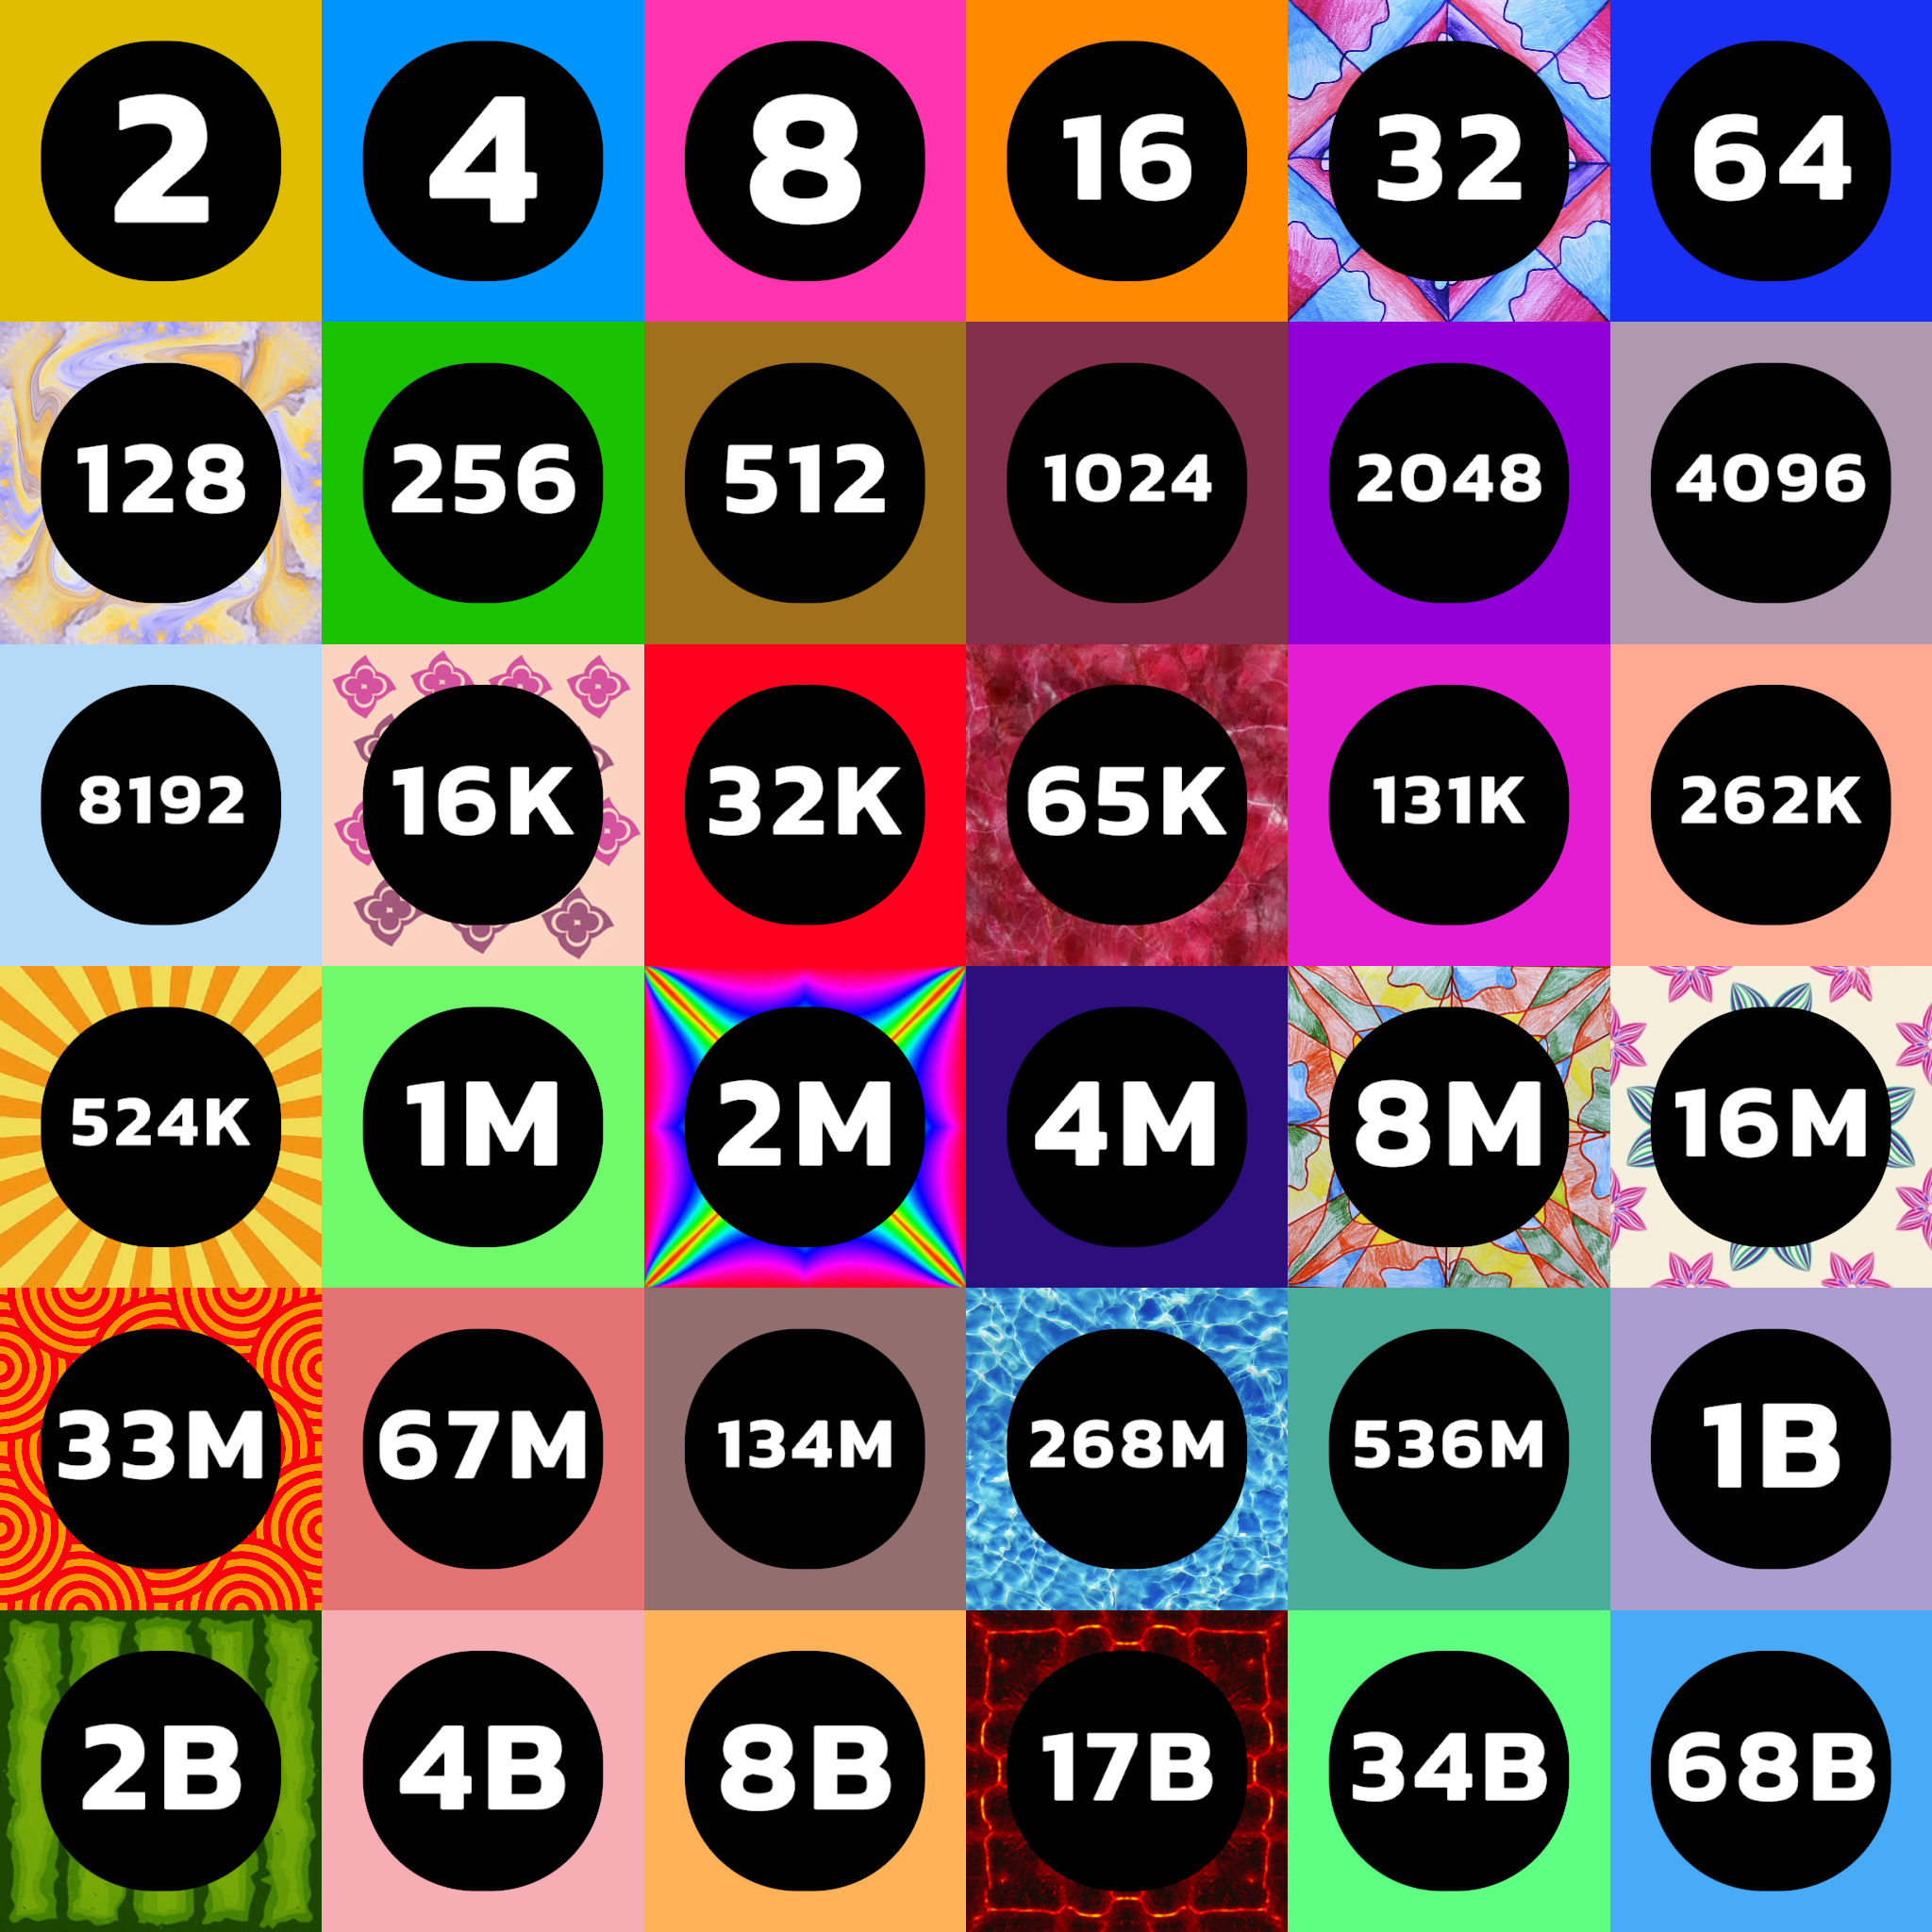 2 4 8 16 32 64
128 256 512 1024 2048 4096
8192 16K 32K 65K 131K 262K
524K 1M 2M 4M 8M 16M
33M 67M 134M 268M 536M 1B
2B 4B 8B 17B 34B 68B